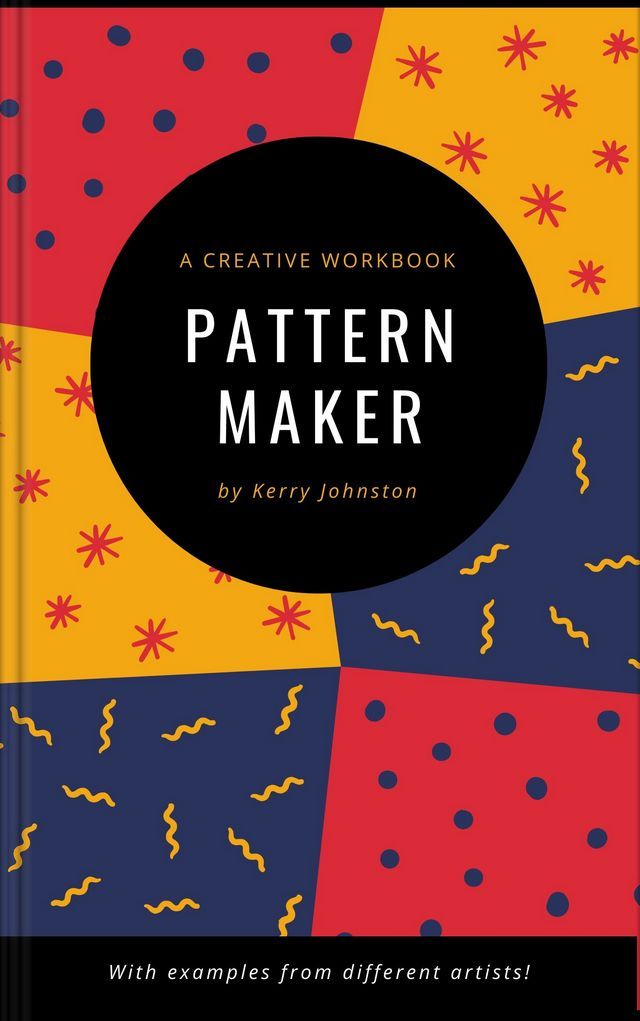 A CREATIVE WORKBOOK
PATTERN
MAKER
by Kerry Johnston
With examples from different artists!